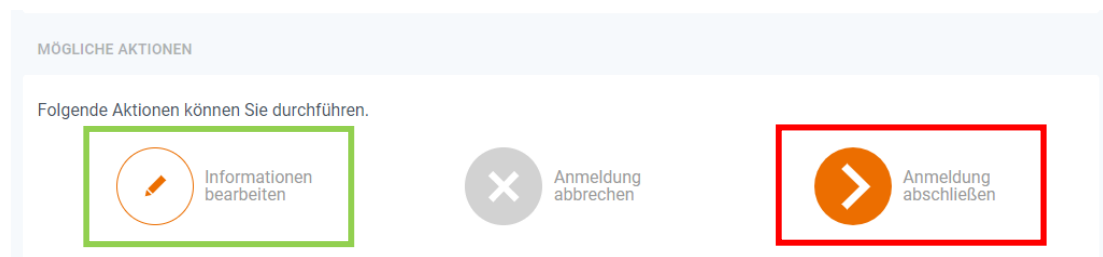 MÖGLICHE AKTIONEN
Folgende Aktionen können Sie durchführen.
Informationen
bearbeiten
Anmeldung
abbrechen
Anmeldung
abschließen